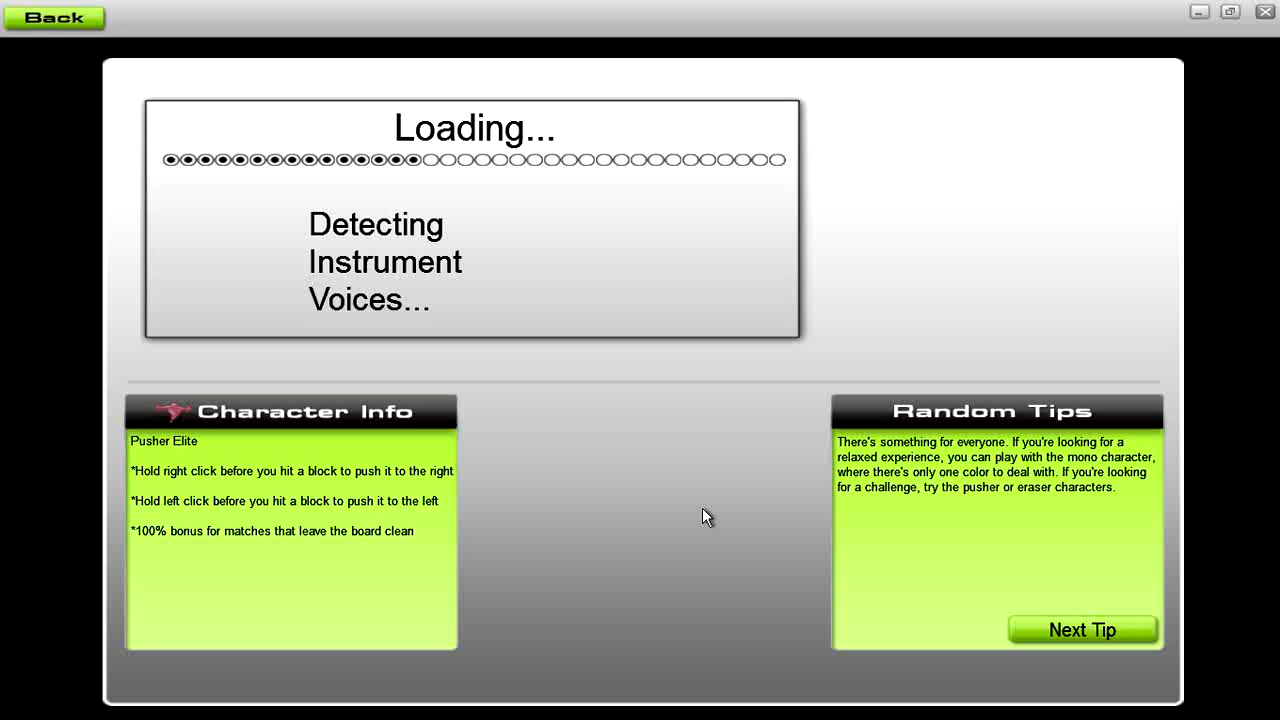 Back
Loading...
Detecting
Instrument
Voices...
Character Info
Pusher Elite
*Hold right click before you hit a block to push it to the right
*Hold left click before you hit a block to push it to the left
*100% bonus for matches that leave the board clean
Random Tips
There's something for everyone. If you're looking for a
relaxed experience, you can play with the mono character,
where there's only one color to deal with. If you're looking
for a challenge, try the pusher or eraser characters.
Next Tip